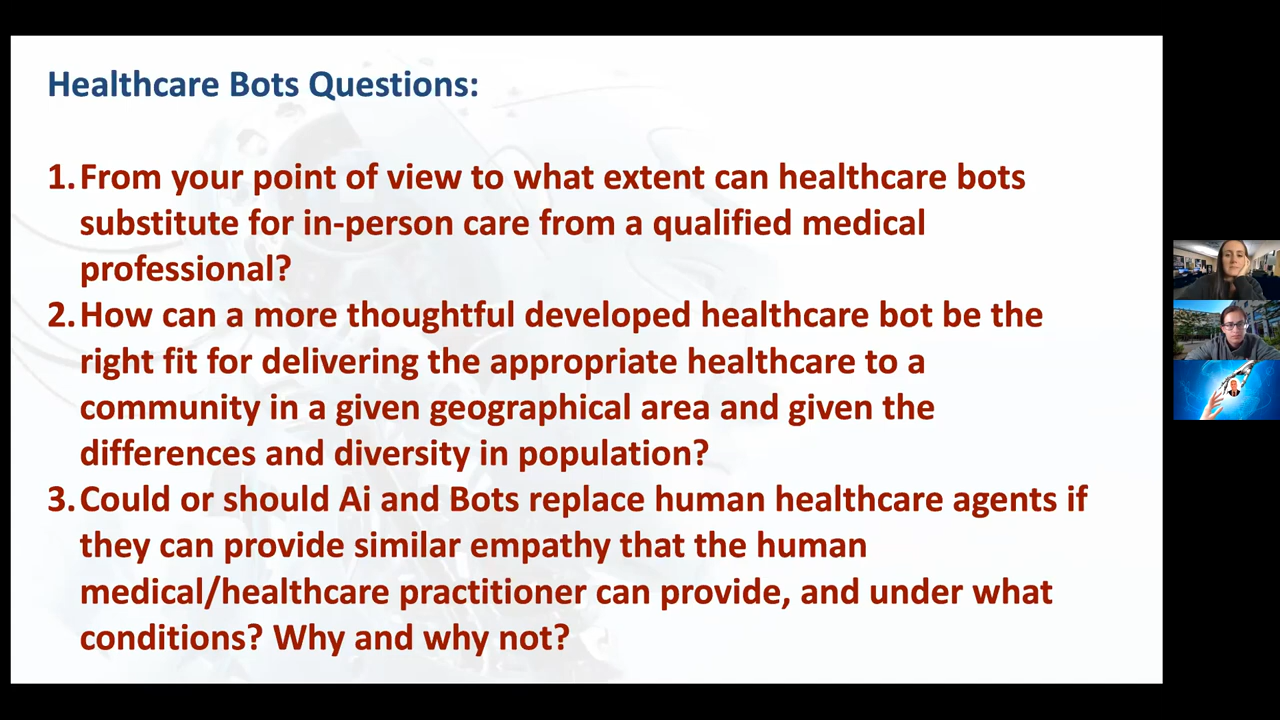 Healthcare Bots Questions:
1. From your point of view to what extent can healthcare bots
substitute for in-person care from a qualified medical
professional?
2. How can a more thoughtful developed healthcare bot be the
right fit for delivering the appropriate healthcare to a
community in a given geographical area and given the
differences and diversity in population?
3. Could or should Ai and Bots replace human healthcare agents if
they can provide similar empathy that the human
medical/healthcare practitioner can provide, and under what
conditions? Why and why not?